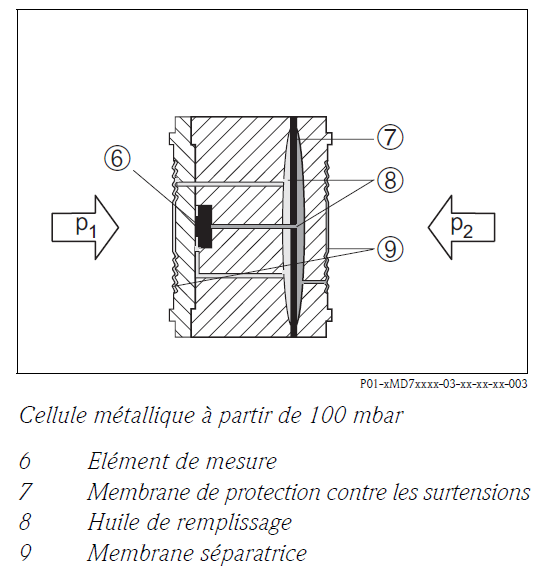 ⑦
⑥
⑧
p1
p2
⑨
P01-xMD7xxxx-03-xx-xx-xx-003
Cellule métallique à partir de 100 mbar
6 Elément de mesure
7 Membrane de protection contre les surtensions
8 Huile de remplissage
9 Membrane séparatrice